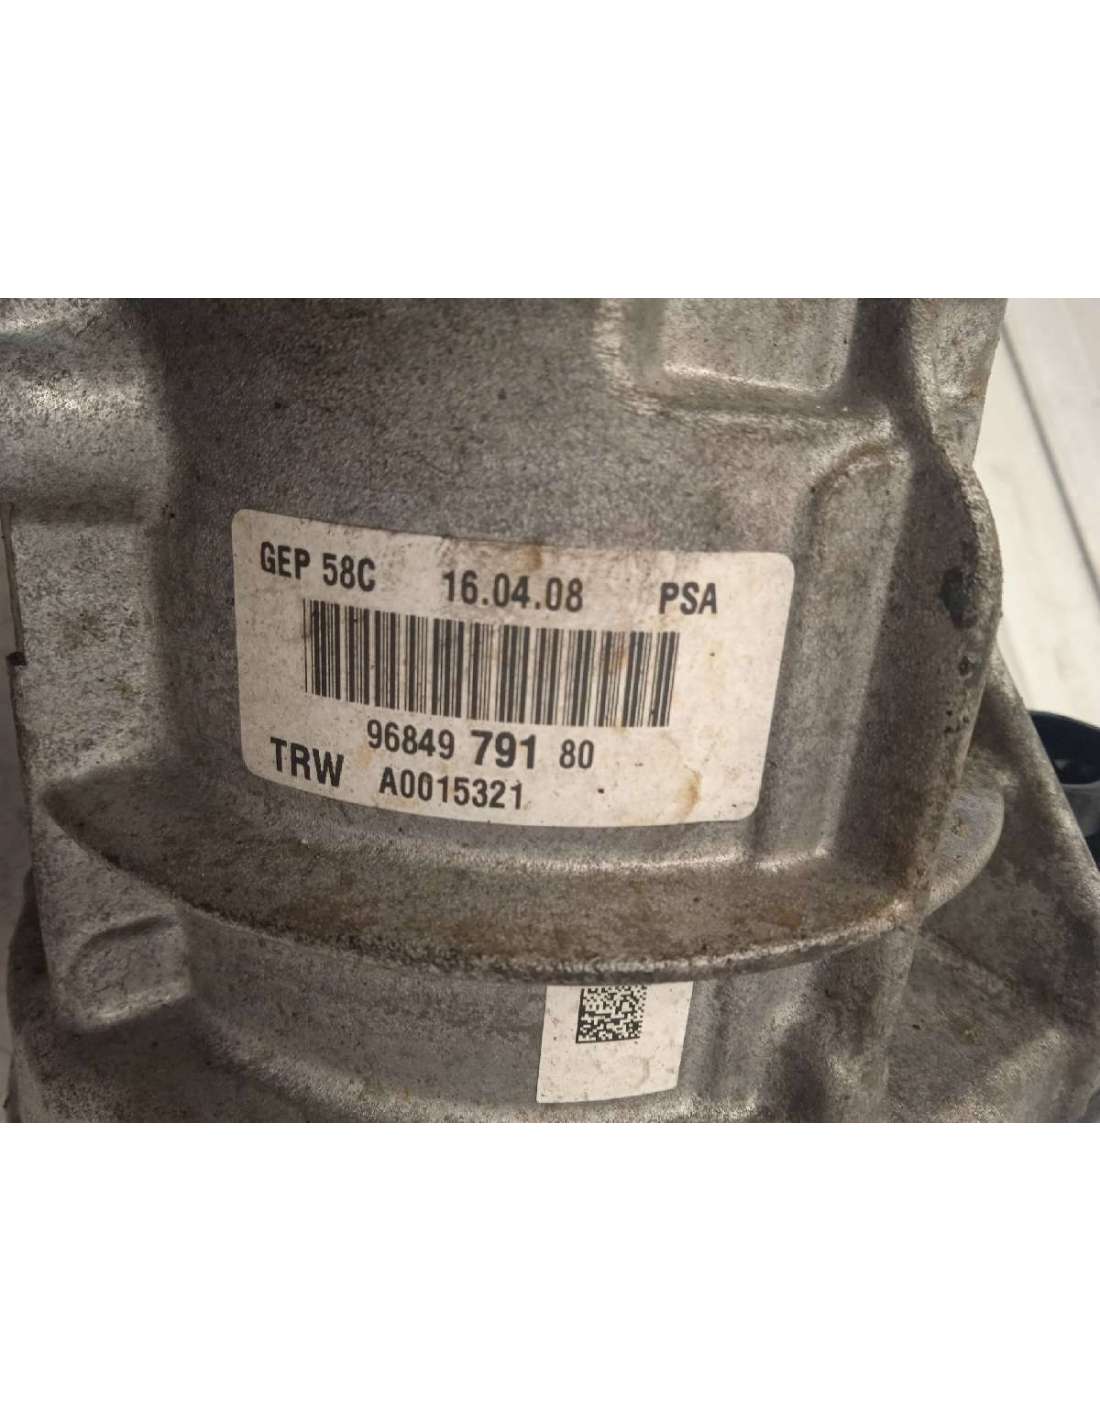 GEP 58C 16.04.08 PSA
96849 791 80
TRW A0015321